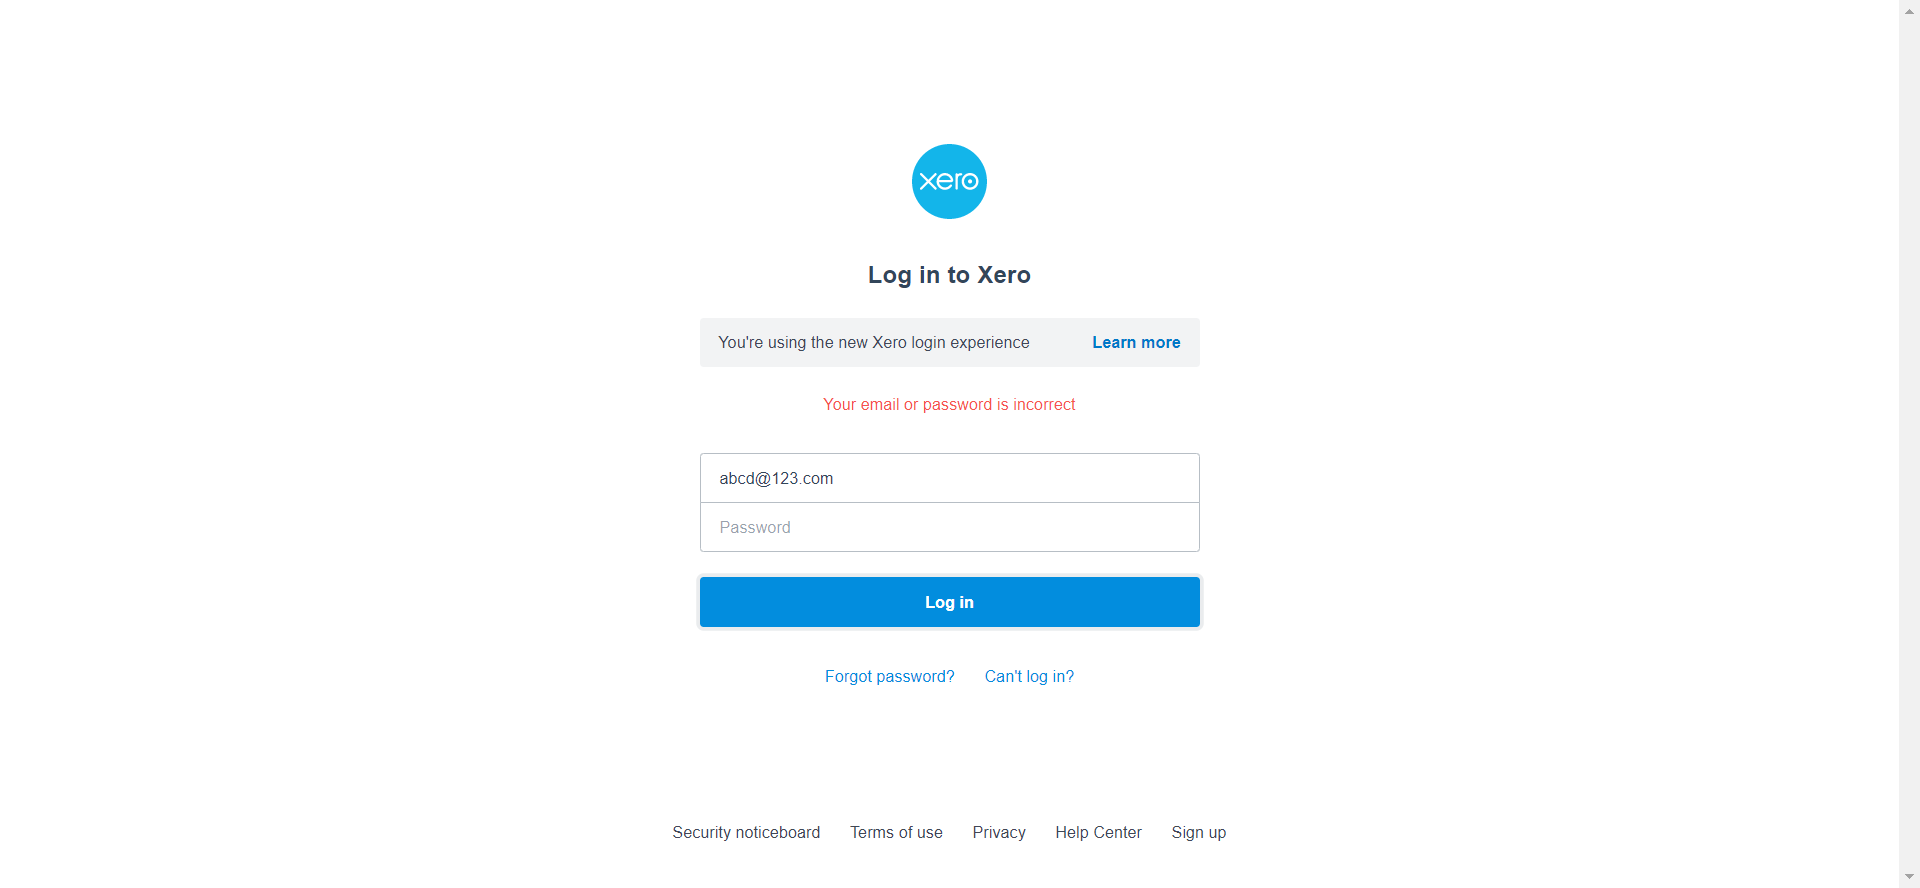 xero
Log in to Xero
You're using the new Xero login experience Learn more
Your email or password is incorrect
abcd@123.com
Password
Log in
Forgot password? Can't log in?
Security noticeboard Terms of use Privacy Help Center Sign up